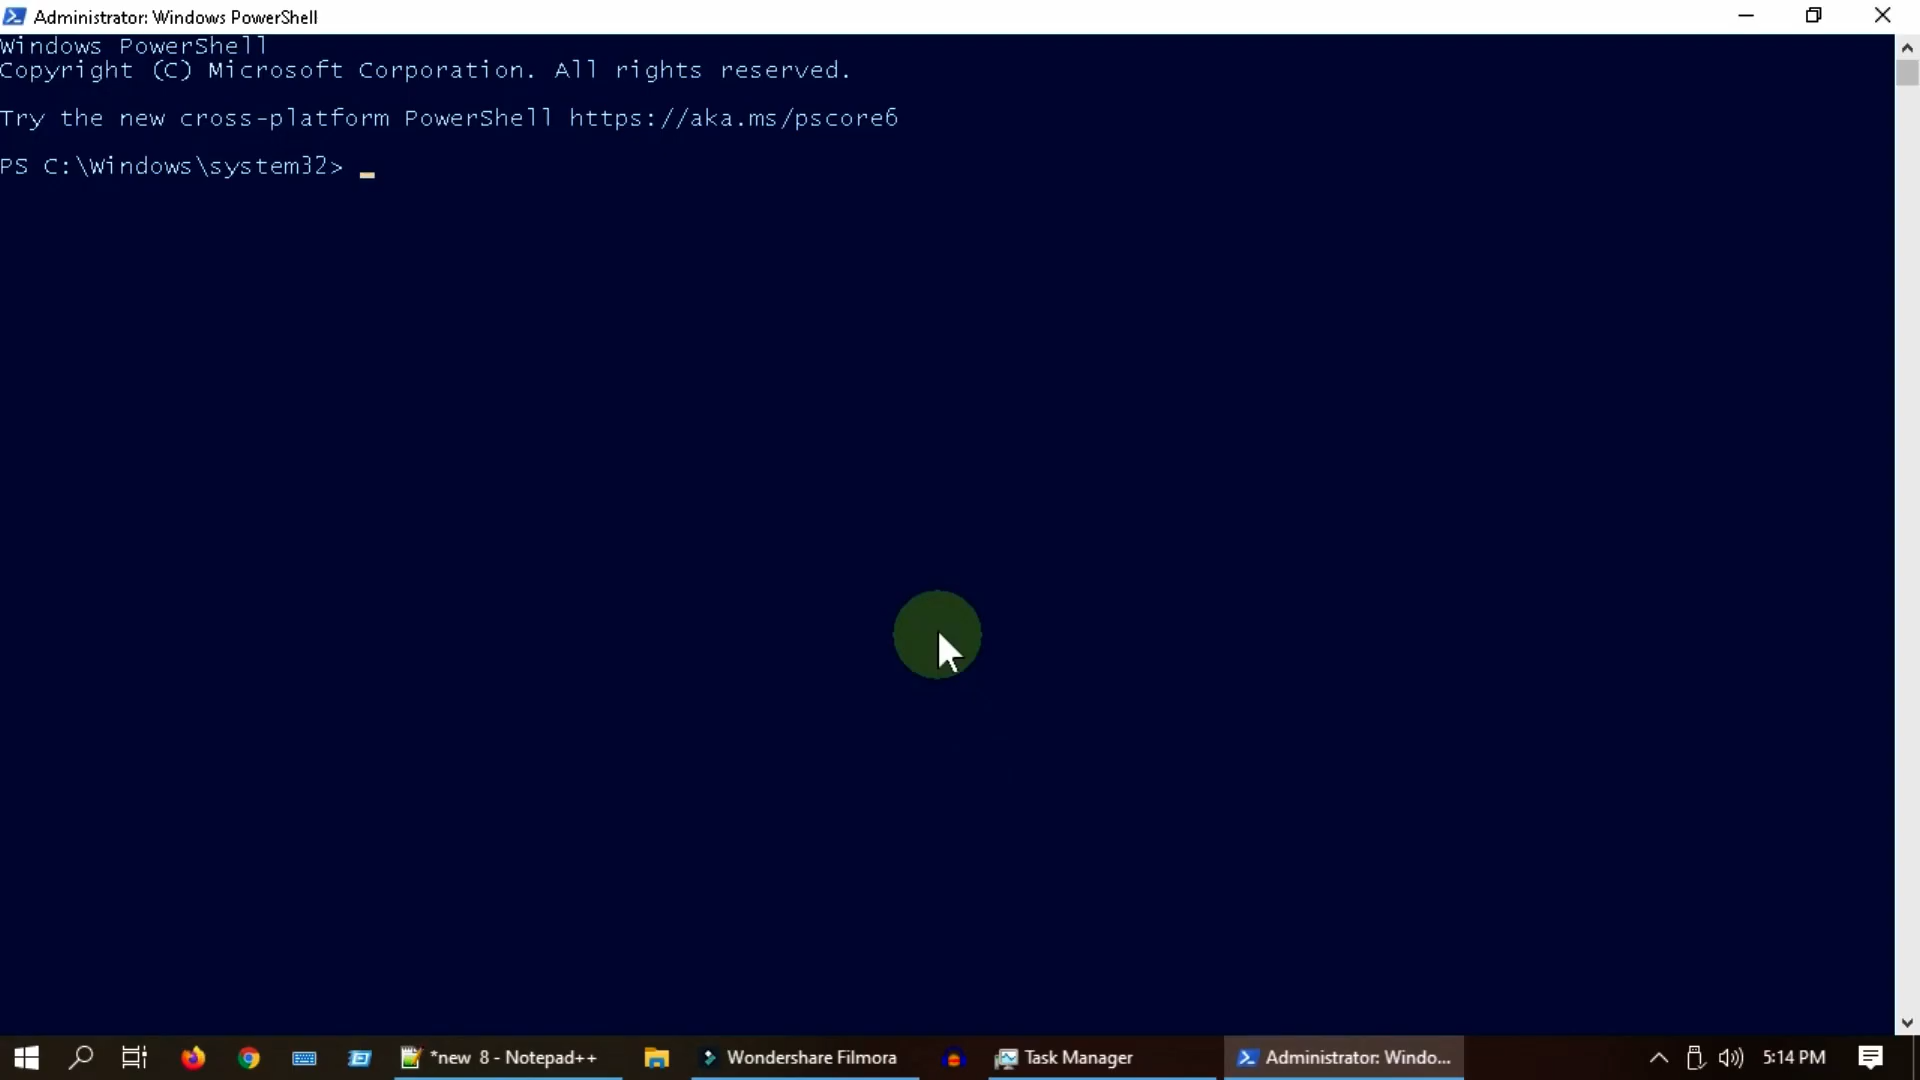 Administrator: Windows PowerShell
Windows PowerShell
Copyright (C) Microsoft Corporation. All rights reserved.
Try the new cross-platform PowerShell https://aka.ms/pscore6
PS C:\Windows\system32> _
*new 8 - Notepad++
Wondershare Filmora
Task Manager
Administrator: Windo...
5:14 PM